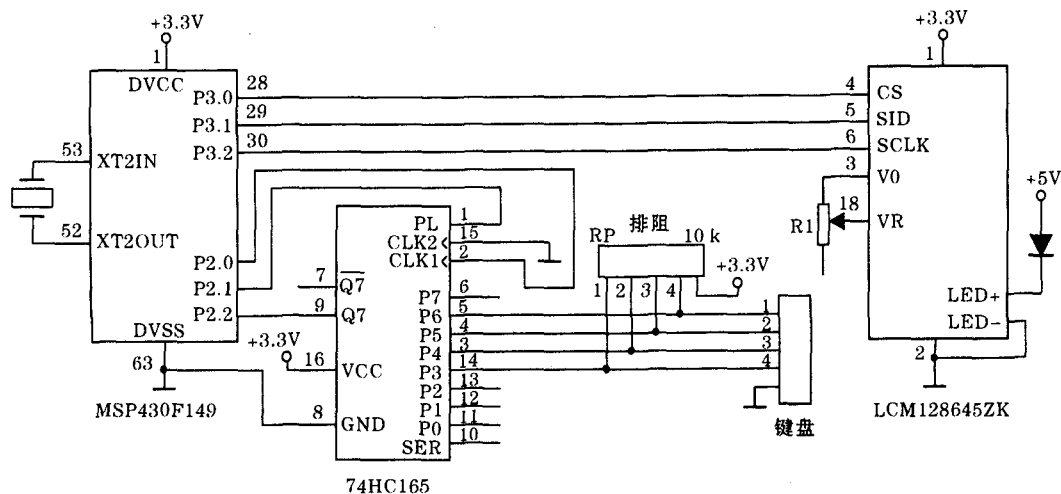 +3.3V
1
DVCC
P3.0
28
P3.1
29
P3.2
30
53
XT2IN
52
XT2OUT
P2.0
P2.1
P2.2
DVSS
63
MSP430F149
PL
1
CLK2
15
CLK1
2
7
Q7
9
Q7
P7
6
P6
5
P5
4
P4
3
P3
14
P2
13
P1
12
P0
11
SER
10
+3.3V
16
VCC
8
GND
74HC165
排阻
RP
10 k
1
2
3
4
+3.3V
1
2
3
4
键盘
+3.3V
1
4
CS
5
SID
6
SCLK
3
V0
18
VR
R1
+5V
LED+
LED-
2
LCM128645ZK